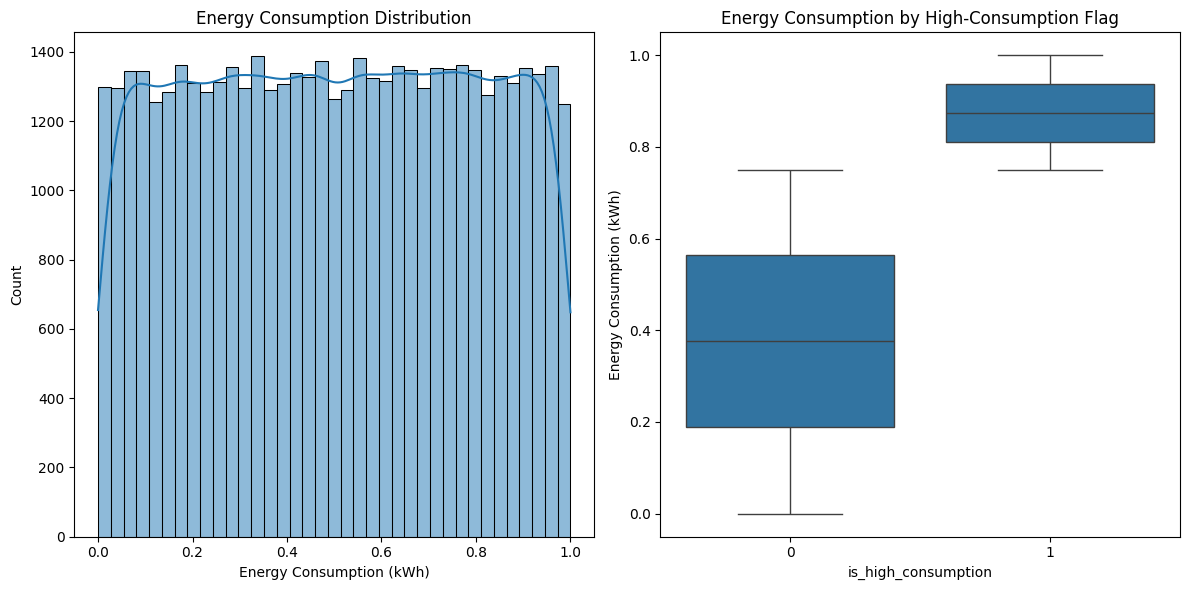 Energy Consumption Distribution
1400
1200
1000
800
600
400
200
0
Count
0.0 0.2 0.4 0.6 0.8 1.0
Energy Consumption (kWh)
Energy Consumption by High-Consumption Flag
1.0
0.8
0.6
0.4
0.2
0.0
Energy Consumption (kWh)
0 1
is_high_consumption